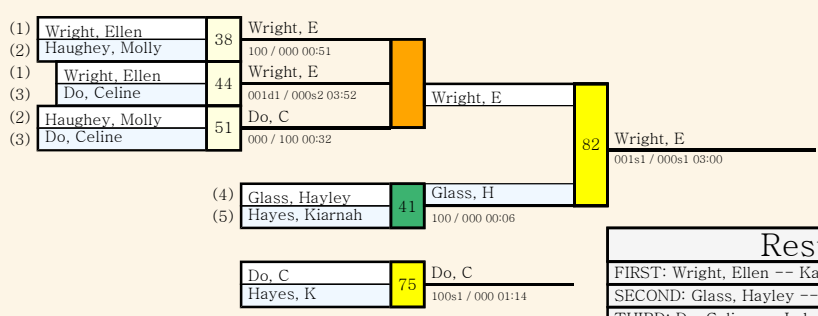 (1) Wright, Ellen 38 Wright, E
(2) Haughey, Molly 100 / 000 00:51
(1) Wright, Ellen 44 Wright, E
(3) Do, Celine 001d1 / 000s2 03:52
Wright, E
(2) Haughey, Molly 51 Do, C
(3) Do, Celine 000 / 100 00:32
82 Wright, E
001s1 / 000s1 03:00
(4) Glass, Hayley 41 Glass, H
(5) Hayes, Kiarnah 100 / 000 00:06
Do, C 75 Do, C
Hayes, K 100s1 / 000 01:14
Res
FIRST: Wright, Ellen -- Ka
SECOND: Glass, Hayley --